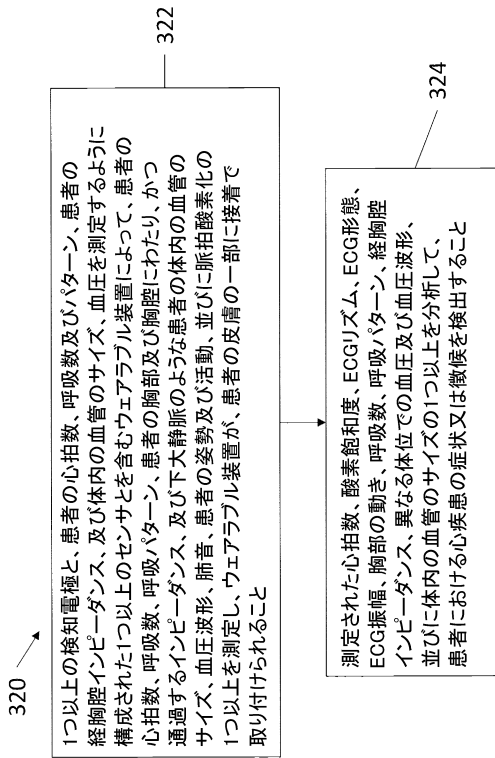 320
322
1つ以上の検知電極と、患者の心拍数、呼吸数及びパターン、患者の
経胸腔インピーダンス、及び体内の血管のサイズ、血圧を測定するように
構成された1つ以上のセンサとを含むウェアラブル装置によって、患者の
心拍数、呼吸数、呼吸パターン、患者の胸部及び胸腔にわたり、かつ
通過するインピーダンス、及び下大静脈のような患者の体内の血管の
サイズ、血圧波形、肺音、患者の姿勢及び活動、並びに脈拍酸素化の
1つ以上を測定し、ウェアラブル装置が、患者の皮膚の一部に接着で
取り付けられること
324
測定された心拍数、酸素飽和度、ECGリズム、ECG形態、
ECG振幅、胸部の動き、呼吸数、呼吸パターン、経胸腔
インピーダンス、異なる体位での血圧及び血圧波形、
並びに体内の血管のサイズの1つ以上を分析して、
患者における心疾患の症状又は徴候を検出すること